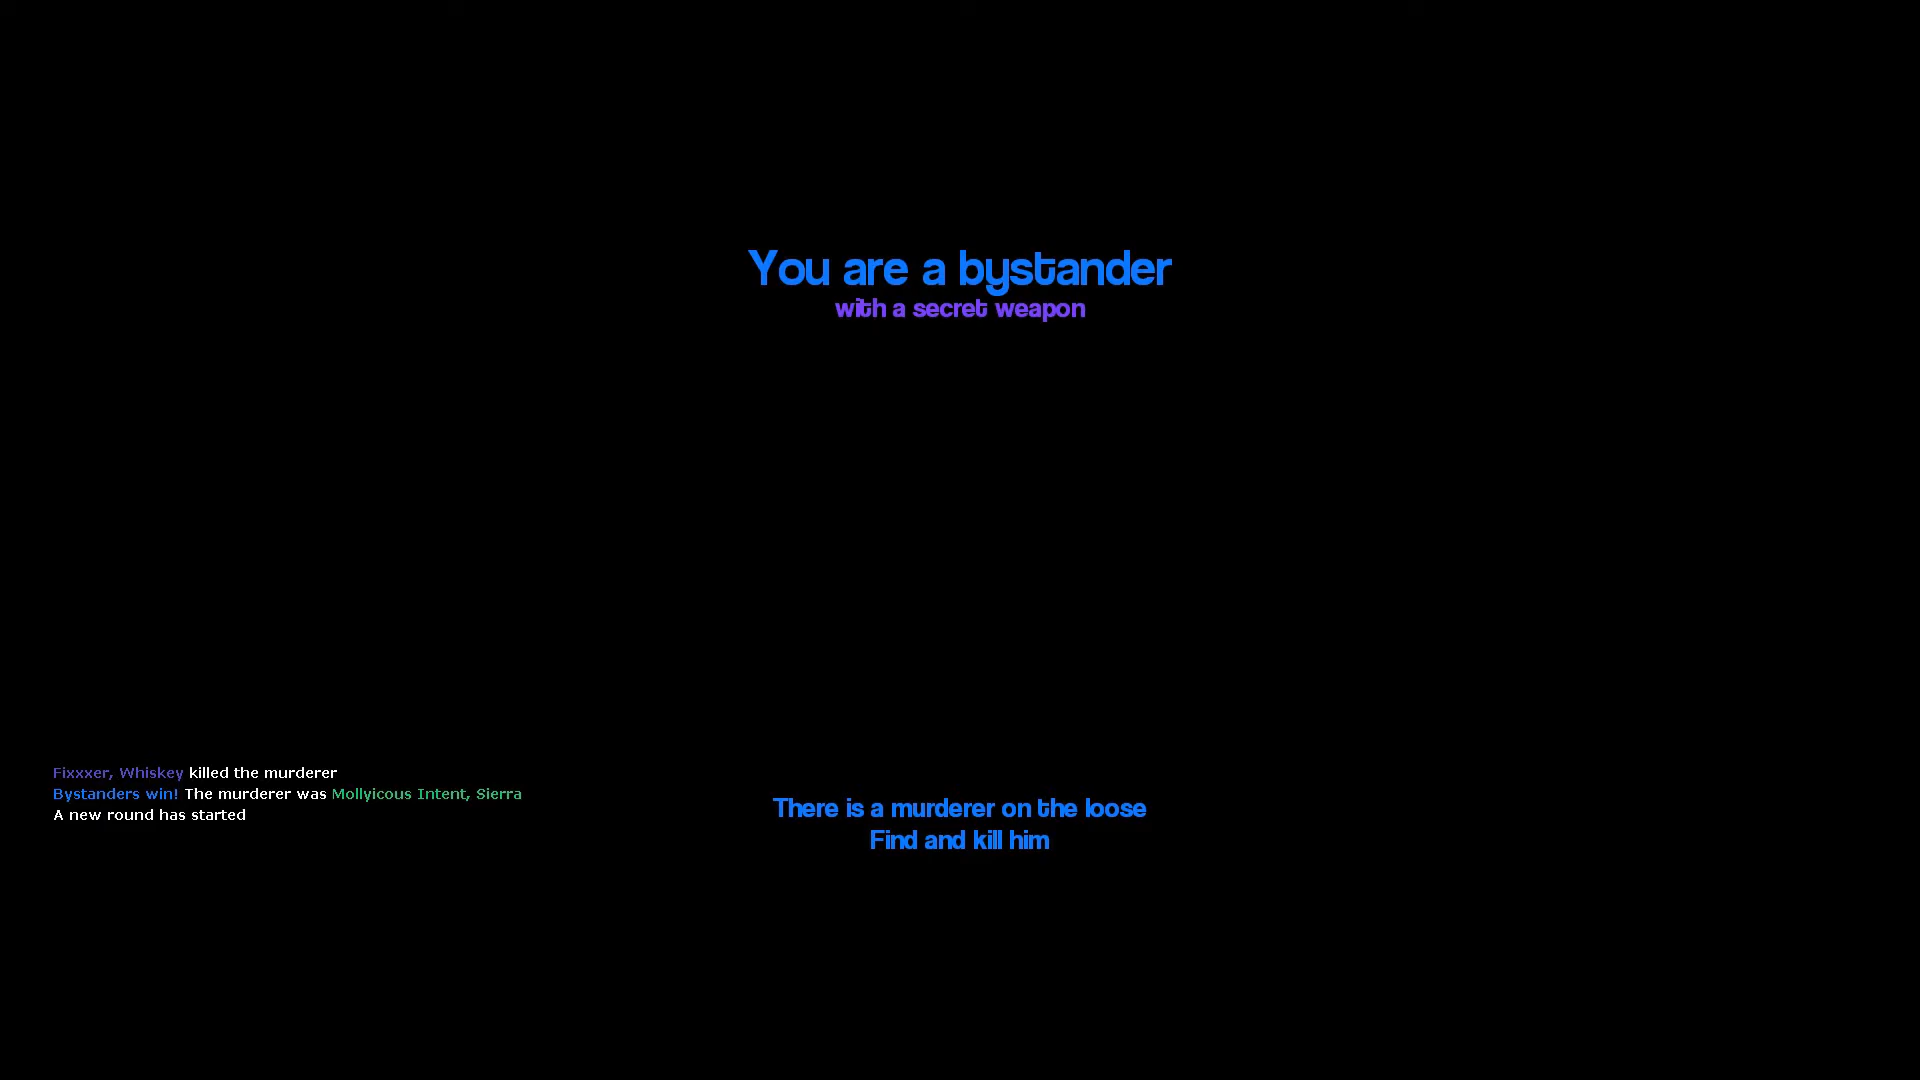 You are a bystander
with a secret weapon
Fixxxer, Whiskey killed the murderer
Bystanders win! The murderer was Mollyicous Intent, Sierra
A new round has started
There is a murderer on the loose
Find and kill him